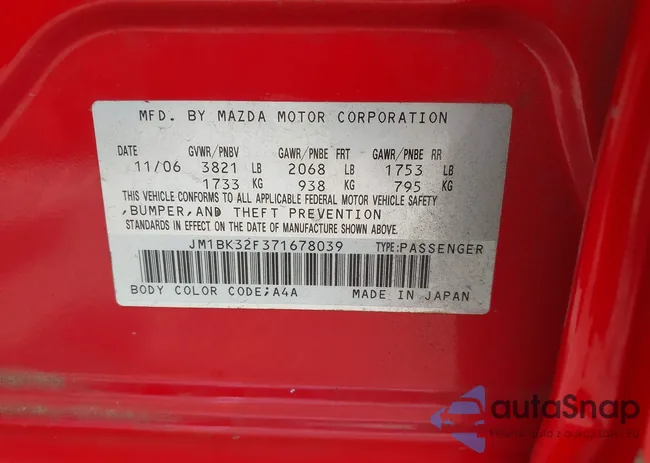 MFD. BY MAZDA MOTOR CORPORATION
DATE GVWR/PNBV GAWR/PNBE FRT GAWR/PNBE RR
11/06 3821 LB 2068 LB 1753 LB
1733 KG 938 KG 795 KG
THIS VEHICLE CONFORMS TO ALL APPLICABLE FEDERAL MOTOR VEHICLE SAFETY
,BUMPER,AND THEFT PREVENTION
STANDARDS IN EFFECT ON THE DATE OF MANUFACTURE SHOWN ABOVE.
JM1BK32F371678039 TYPE:PASSENGER
BODY COLOR CODE;A4A MADE IN JAPAN
autaSnap